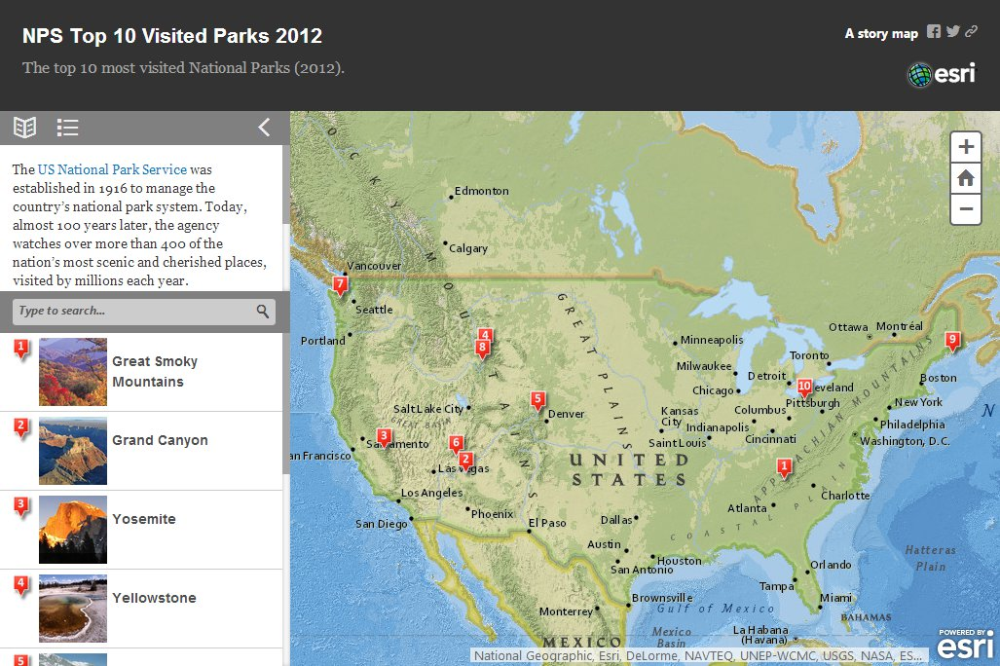 NPS Top 10 Visited Parks 2012
A story map
The top 10 most visited National Parks (2012).
esri
The US National Park Service was
established in 1916 to manage the
country's national park system. Today,
almost 100 years later, the agency
watches over more than 400 of the
nation's most scenic and cherished places,
visited by millions each year.
Type to search...
1
Great Smoky
Mountains
2
Grand Canyon
3
Yosemite
4
Yellowstone
5
+
−
ROCKY MOUNTAINS
Edmonton
Calgary
Vancouver
7
Seattle
Portland
4
8
GREAT PLAINS
Minneapolis
Ottawa
Montréal
9
Toronto
Milwaukee
Detroit
Boston
Chicago
10
eveland
Pittsburgh
New York
5
Denver
Salt Lake City
GREAT BASIN
Kansas
City
Columbus
Indianapolis
Philadelphia
Washington, D.C.
N
3
Sa
amento
Saint Louis
Cincinnati
APPALACHIAN MOUNTAINS
6
an Francisco
2
Las
egas
UNITED
STATES
1
Los Angeles
Charlotte
Phoenix
Atlanta
San Diego
El Paso
Dallas
COASTAL PLAIN
Austin
Houston
San Antonio
Hatteras
Plain
Orlando
Tampa
Brownsville
Miami
Gulf of Mexico
Monterrey
BAHAMAS
Mexico
Basin
La Habana
(Havana)
MEXICO
National Geographic, Esri, DeLorme, NAVTEQ, UNEP-WCMC, USGS, NASA, ES...
POWERED BY
esri